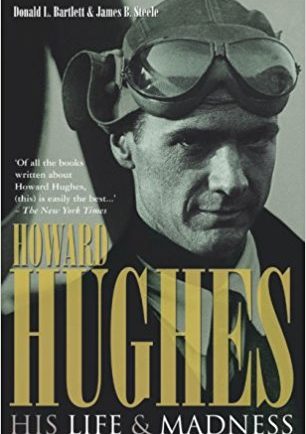 Donald L. Bartlett & James B. Steele
'Of all the books
written about
Howard Hughes,
(this) is easily the best...'
– The New York Times
HOWARD
HUGHES
HIS LIFE & MADNESS